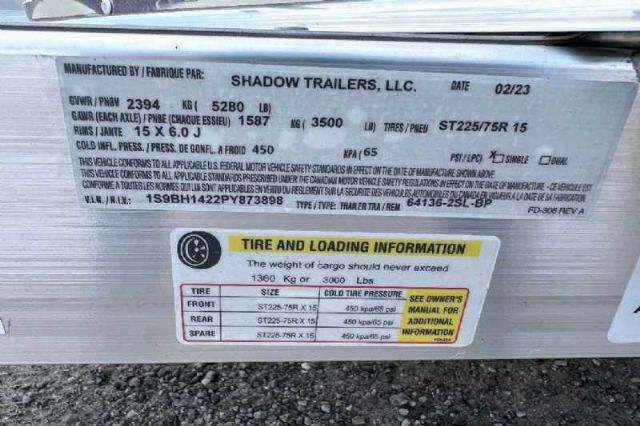 MANUFACTURED BY / FABRIQUE PAR: SHADOW TRAILERS, LLC. DATE 02/23
GVWR / PNBV 2394 KG ( 5280 LB)
GAWR (EACH AXLE) / PNBE (CHAQUE ESSIEU) 1587 KG ( 3500 LB) TIRES / PNEU ST225/75R 15
RIMS / JANTE 15 X 6.0 J
COLD INFL. PRESS. / PRESS. DE GONFL. A FROID 450 KPA ( 65 PSI / LPC) X SINGLE DUAL
THIS VEHICLE CONFORMS TO ALL APPLICABLE U.S. FEDERAL MOTOR VEHICLE SAFETY STANDARDS IN EFFECT ON THE DATE OF MANUFACTURE SHOWN ABOVE.
V.I.N. / N.I.V.: 1S9BH1422PY873898 TYPE / TYPE: TRAILER TRA / REM 64136-2SL-BP
FD-306 REV A
TIRE AND LOADING INFORMATION
The weight of cargo should never exceed
1360 Kg or 3000 Lbs
TIRE SIZE COLD TIRE PRESSURE
FRONT ST225-75R X 15 450 kpa/65 psi
REAR ST225-75R X 15 450 kpa/65 psi
SPARE ST225-75R X 15 450 kpa/65 psi
SEE OWNER'S
MANUAL FOR
ADDITIONAL
INFORMATION